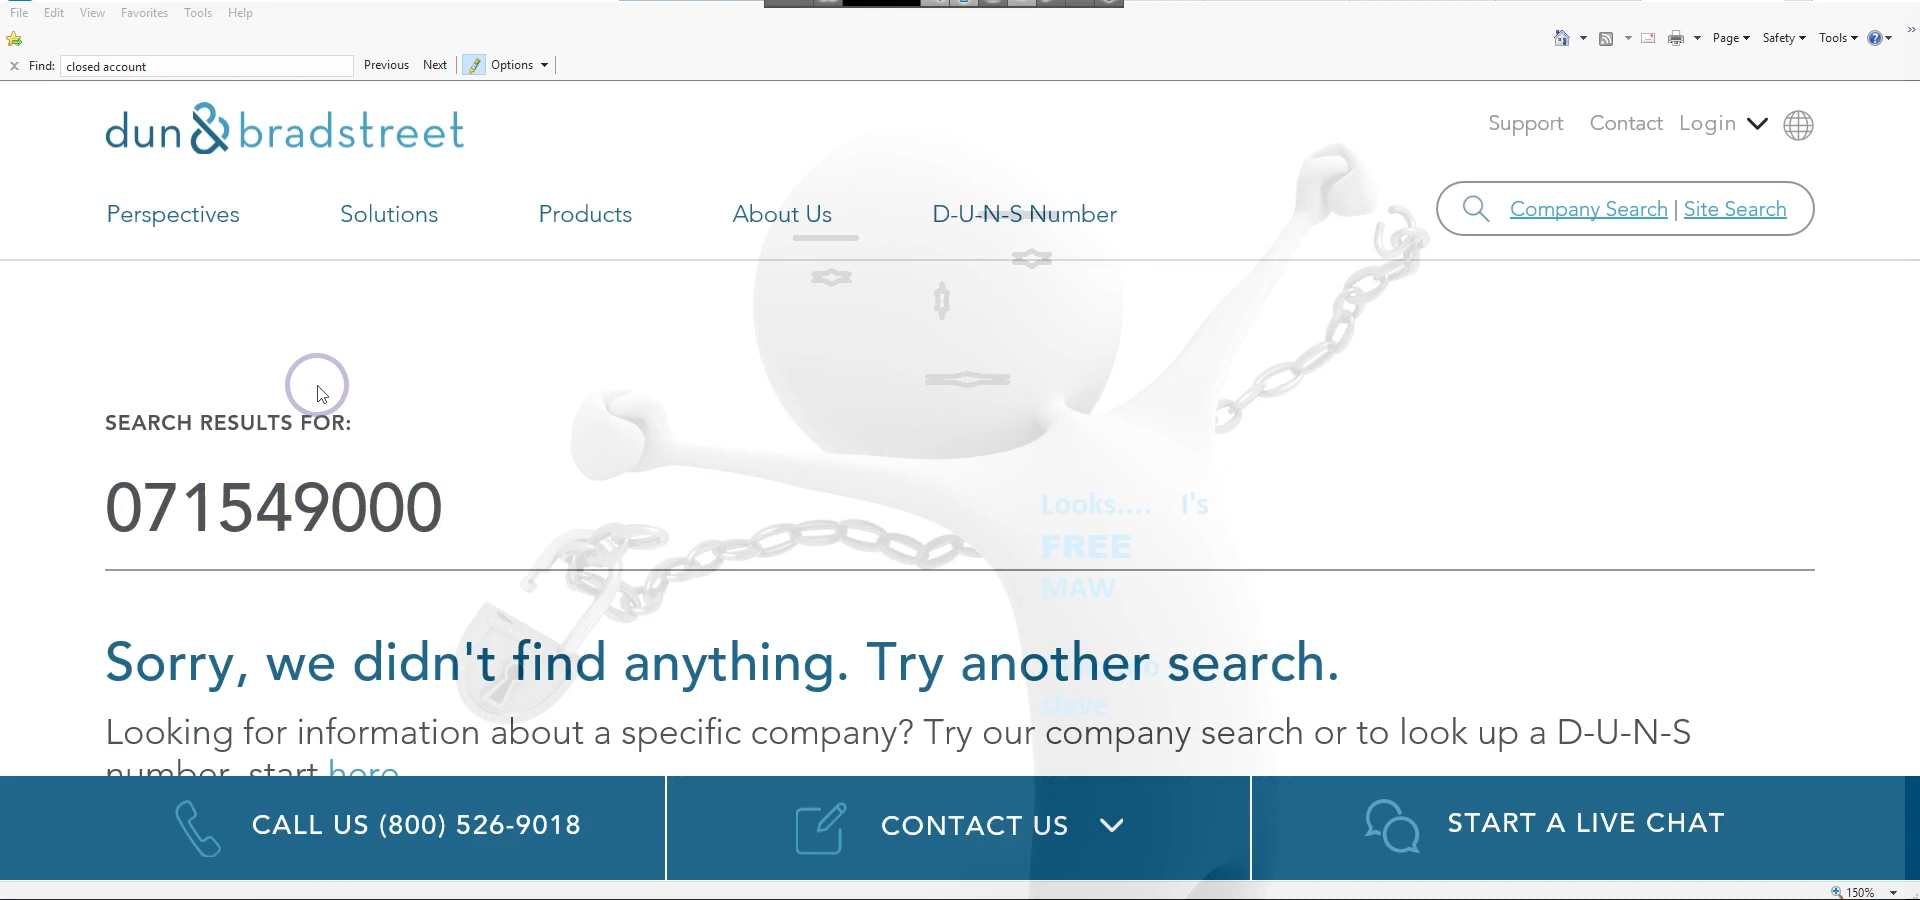 File Edit View Favorites Tools Help
Page Safety Tools
Find: closed account Previous Next Options
dun & bradstreet
Support Contact Login
Perspectives Solutions Products About Us D-U-N-S Number
Company Search | Site Search
SEARCH RESULTS FOR:
071549000
Looks.... I's
FREE
MAW
Sorry, we didn't find anything. Try another search.
slave
Looking for information about a specific company? Try our company search or to look up a D-U-N-S
number, start here
CALL US (800) 526-9018 CONTACT US START A LIVE CHAT
150%